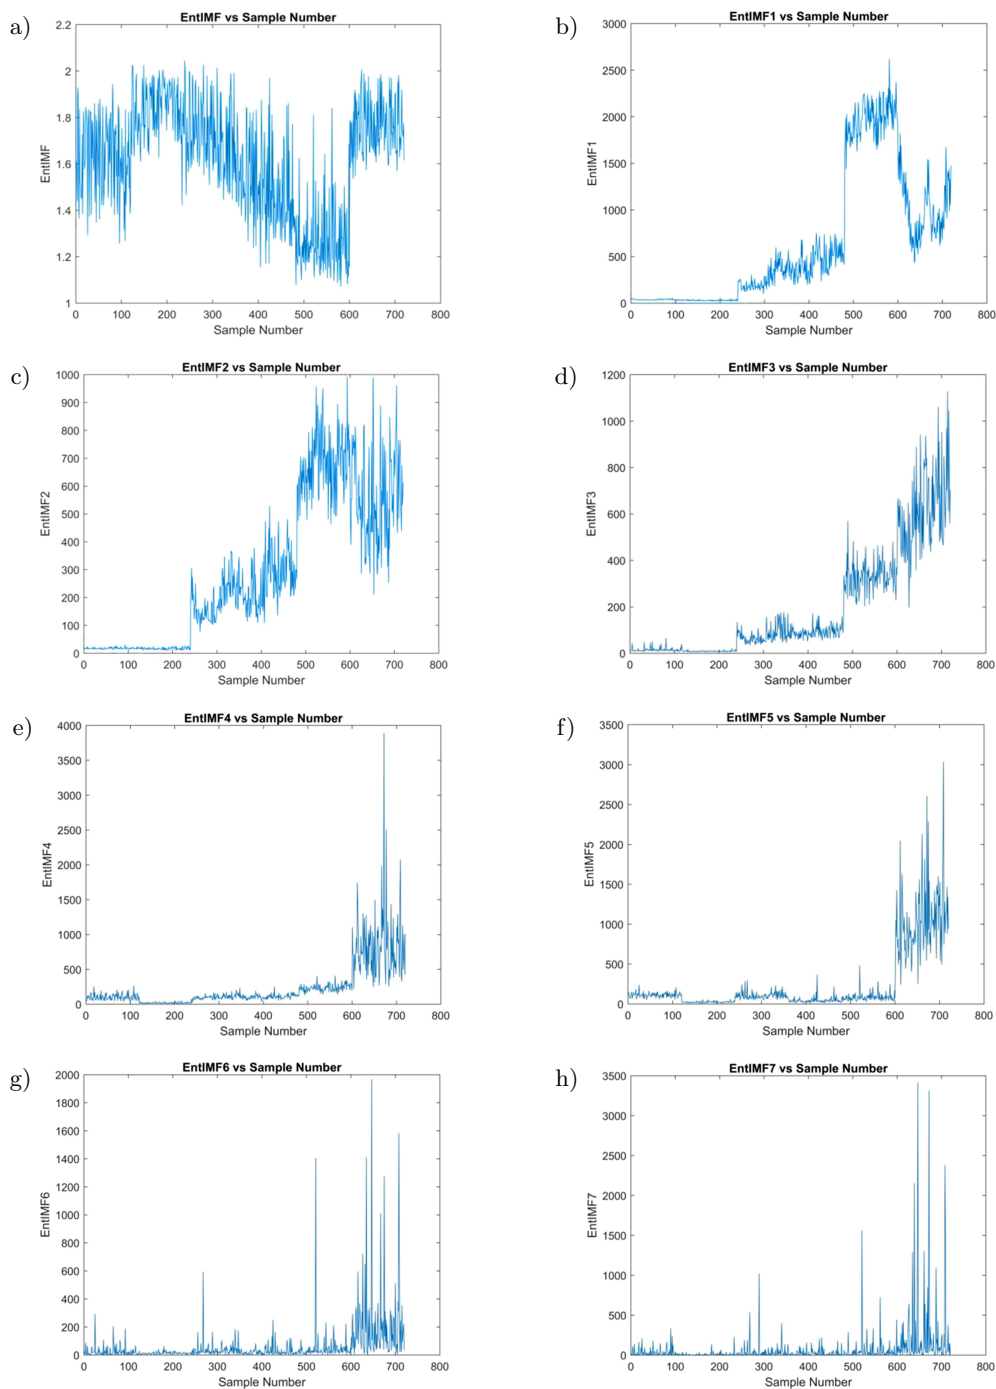 a)
EntIMF vs Sample Number
2.2
2
1.8
1.6
1.4
1.2
1
EntIMF
0 100 200 300 400 500 600 700 800
Sample Number
b)
EntIMF1 vs Sample Number
3000
2500
2000
1500
1000
500
0
EntIMF1
0 100 200 300 400 500 600 700 800
Sample Number
c)
EntIMF2 vs Sample Number
1000
900
800
700
600
500
400
300
200
100
0
EntIMF2
0 100 200 300 400 500 600 700 800
Sample Number
d)
EntIMF3 vs Sample Number
1200
1000
800
600
400
200
0
EntIMF3
0 100 200 300 400 500 600 700 800
Sample Number
e)
EntIMF4 vs Sample Number
4000
3500
3000
2500
2000
1500
1000
500
0
EntIMF4
0 100 200 300 400 500 600 700 800
Sample Number
f)
EntIMF5 vs Sample Number
3500
3000
2500
2000
1500
1000
500
0
EntIMF5
0 100 200 300 400 500 600 700 800
Sample Number
g)
EntIMF6 vs Sample Number
2000
1800
1600
1400
1200
1000
800
600
400
200
0
EntIMF6
0 100 200 300 400 500 600 700 800
Sample Number
h)
EntIMF7 vs Sample Number
3500
3000
2500
2000
1500
1000
500
0
EntIMF7
0 100 200 300 400 500 600 700 800
Sample Number